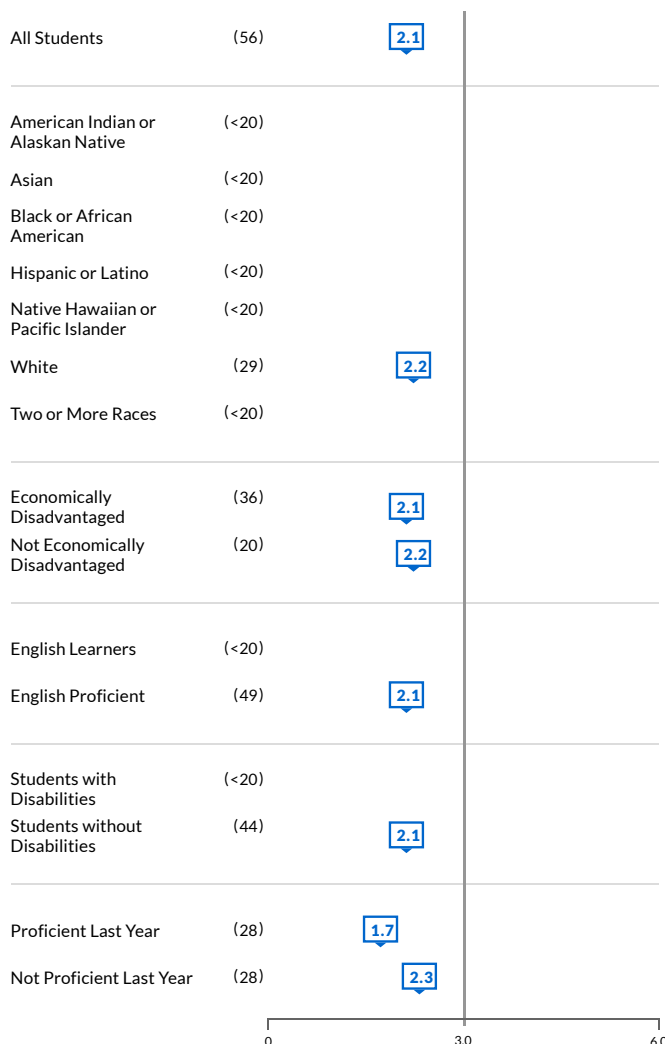 All Students (56) 2.1
American Indian or (<20)
Alaskan Native
Asian (<20)
Black or African (<20)
American
Hispanic or Latino (<20)
Native Hawaiian or (<20)
Pacific Islander
White (29) 2.2
Two or More Races (<20)
Economically (36) 2.1
Disadvantaged
Not Economically (20) 2.2
Disadvantaged
English Learners (<20)
English Proficient (49) 2.1
Students with (<20)
Disabilities
Students without (44) 2.1
Disabilities
Proficient Last Year (28) 1.7
Not Proficient Last Year (28) 2.3
0 3.0 6.0